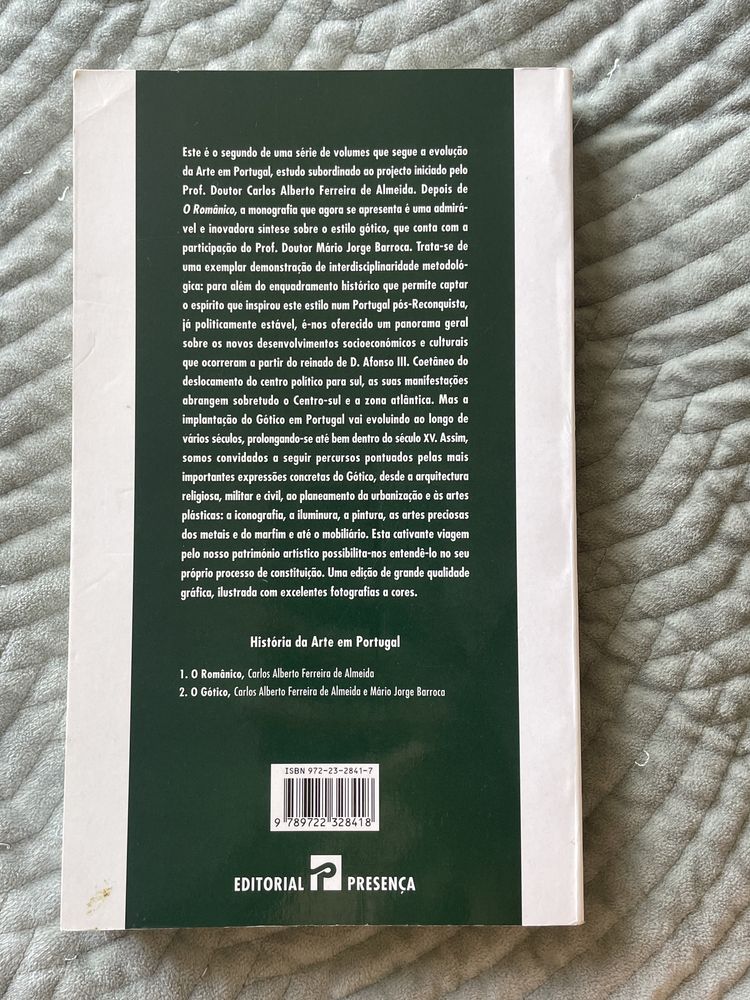 Este é o segundo de uma série de volumes que segue a evolução
da Arte em Portugal, estudo subordinado ao projecto iniciado pelo
Prof. Doutor Carlos Alberto Ferreira de Almeida. Depois de
O Românico, a monografia que agora se apresenta é uma admirá-
vel e inovadora síntese sobre o estilo gótico, que conta com a
participação do Prof. Doutor Mário Jorge Barroca. Trata-se de
uma exemplar demonstração de interdisciplinaridade metodoló-
gica: para além do enquadramento histórico que permite captar
o espírito que inspirou este estilo num Portugal pós-Reconquista,
já politicamente estável, é-nos oferecido um panorama geral
sobre os novos desenvolvimentos socioeconómicos e culturais
que ocorreram a partir do reinado de D. Afonso III. Coetâneo do
deslocamento do centro político para sul, as suas manifestações
abrangem sobretudo o Centro-sul e a zona atlântica. Mas a
implantação do Gótico em Portugal vai evoluindo ao longo de
vários séculos, prolongando-se até bem dentro do século XV. Assim,
somos convidados a seguir percursos pontuados pelas mais
importantes expressões concretas do Gótico, desde a arquitectura
religiosa, militar e civil, ao planeamento da urbanização e às artes
plásticas: a iconografia, a iluminura, a pintura, as artes preciosas
dos metais e do marfim e até o mobiliário. Esta cativante viagem
pelo nosso património artístico possibilita-nos entendê-lo no seu
próprio processo de constituição. Uma edição de grande qualidade
gráfica, ilustrada com excelentes fotografias a cores.
História da Arte em Portugal
1. O Românico, Carlos Alberto Ferreira de Almeida
2. O Gótico, Carlos Alberto Ferreira de Almeida e Mário Jorge Barroca
ISBN 972-23-2841-7
9 789722 328418
EDITORIAL PRESENÇA